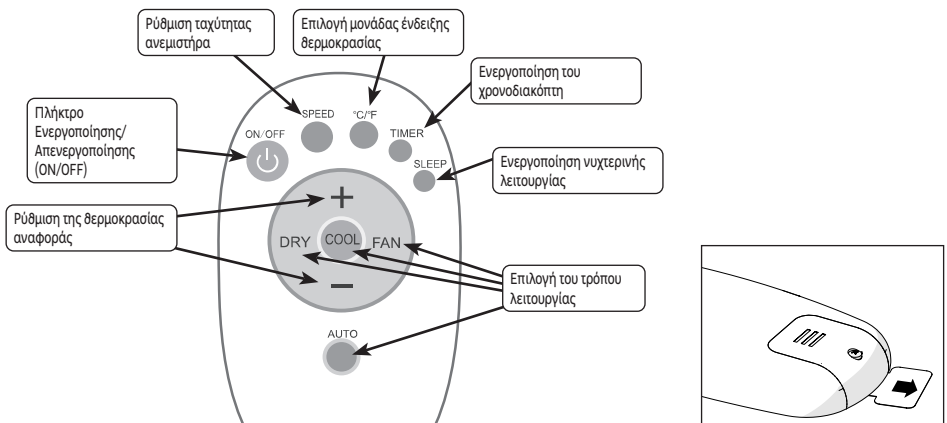 Ρύθμιση ταχύτητας
ανεμιστήρα
Επιλογή μονάδας ένδειξης
θερμοκρασίας
Ενεργοποίηση του
χρονοδιακόπτη
Πλήκτρο
Ενεργοποίησης/
Απενεργοποίησης
(ON/OFF)
ON/OFF
SPEED
°C/°F
TIMER
SLEEP
Ενεργοποίηση νυχτερινής
λειτουργίας
Ρύθμιση της θερμοκρασίας
αναφοράς
+
DRY
COOL
FAN
−
Επιλογή του τρόπου
λειτουργίας
AUTO